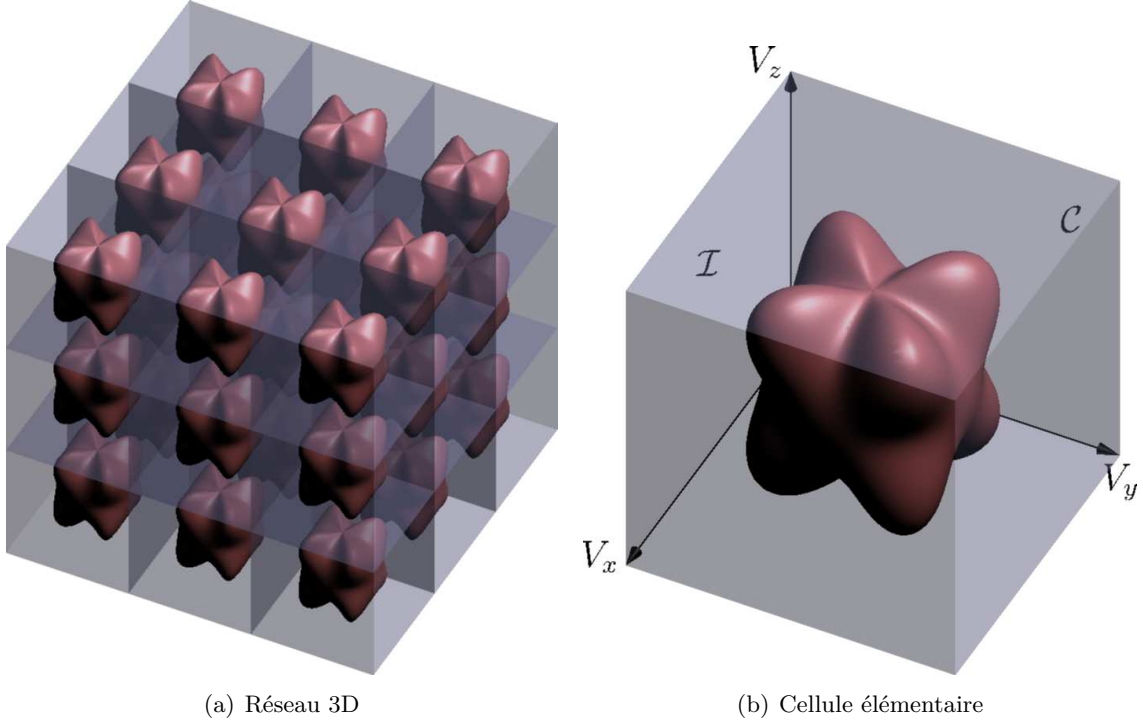 V_z
C
I
V_y
V_x
(a) Réseau 3D
(b) Cellule élémentaire